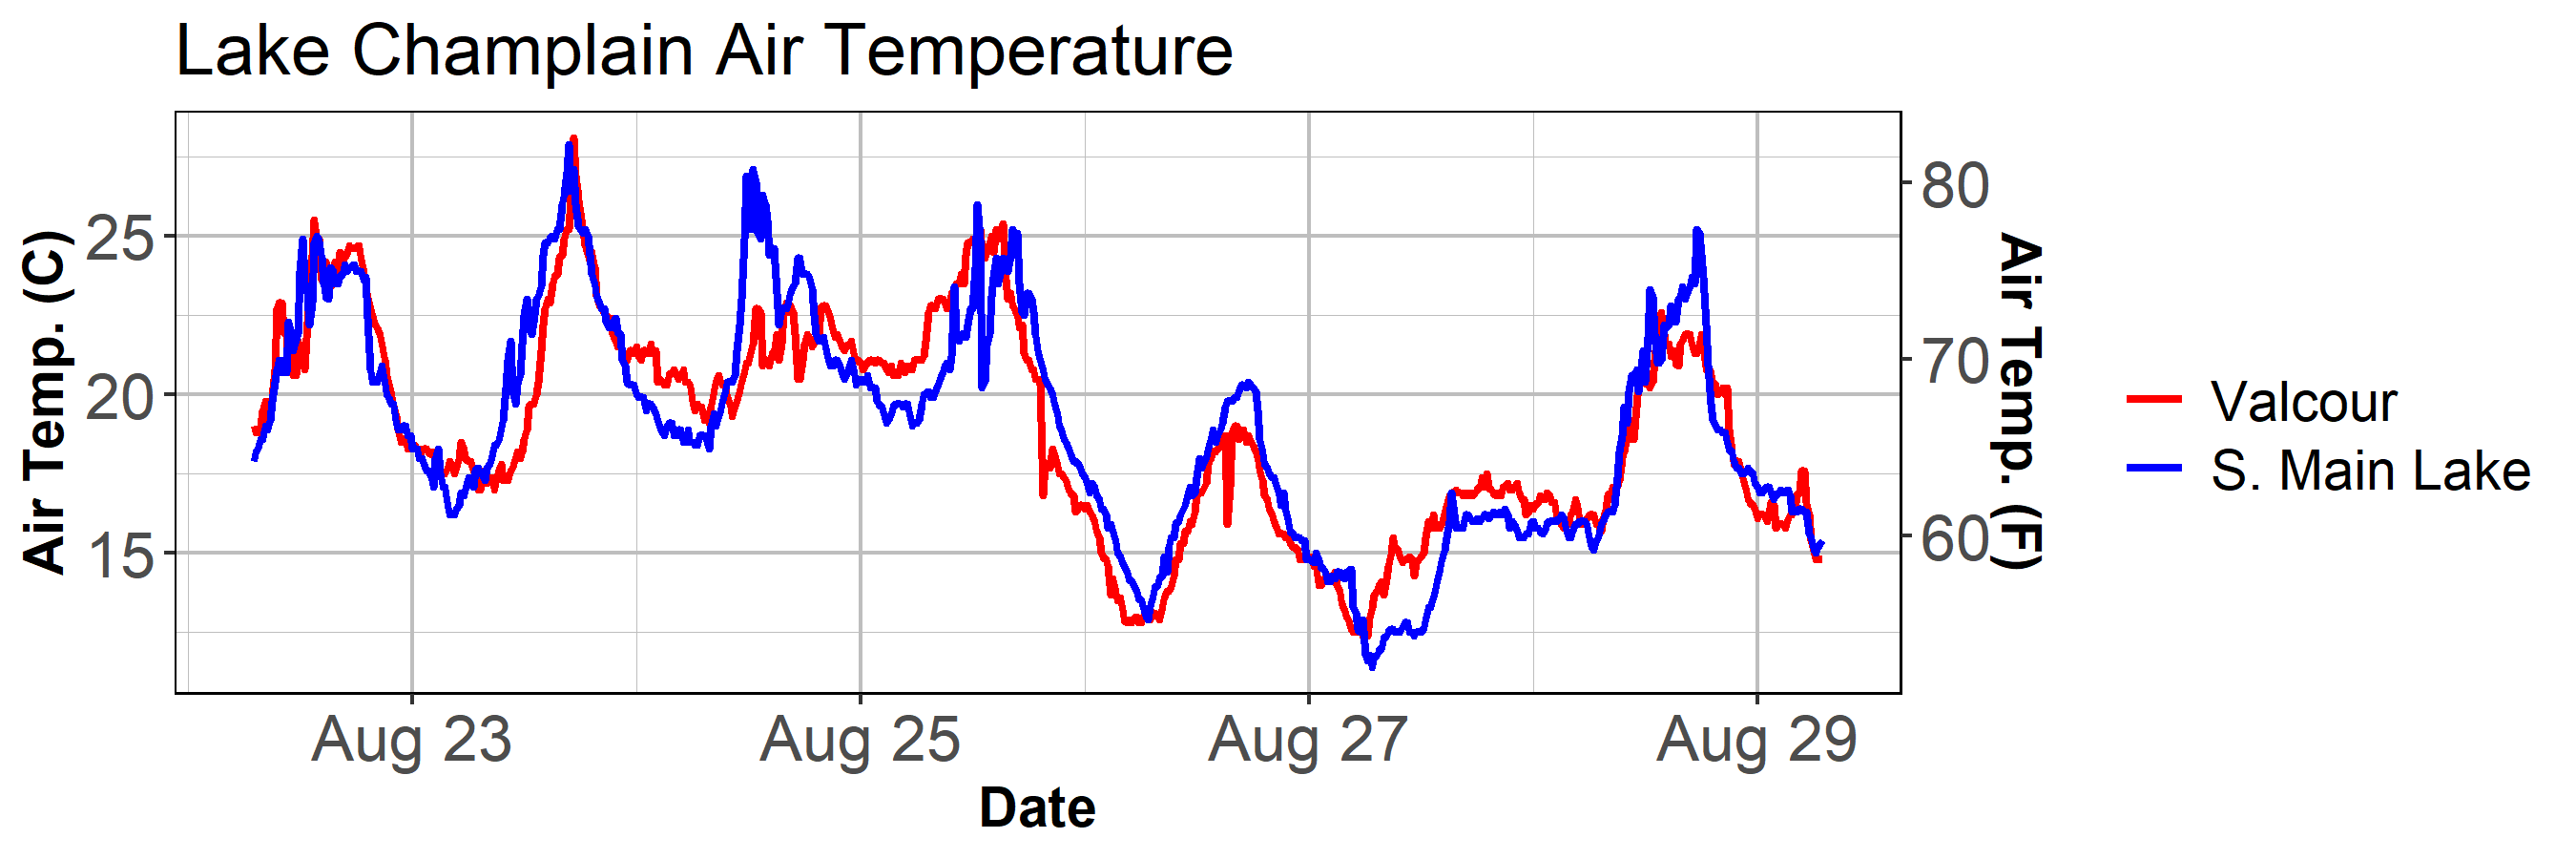 Lake Champlain Air Temperature
Air Temp. (C)
25
20
15
80
70
60
Air Temp. (F)
Aug 23
Aug 25
Aug 27
Aug 29
Date
Valcour
S. Main Lake